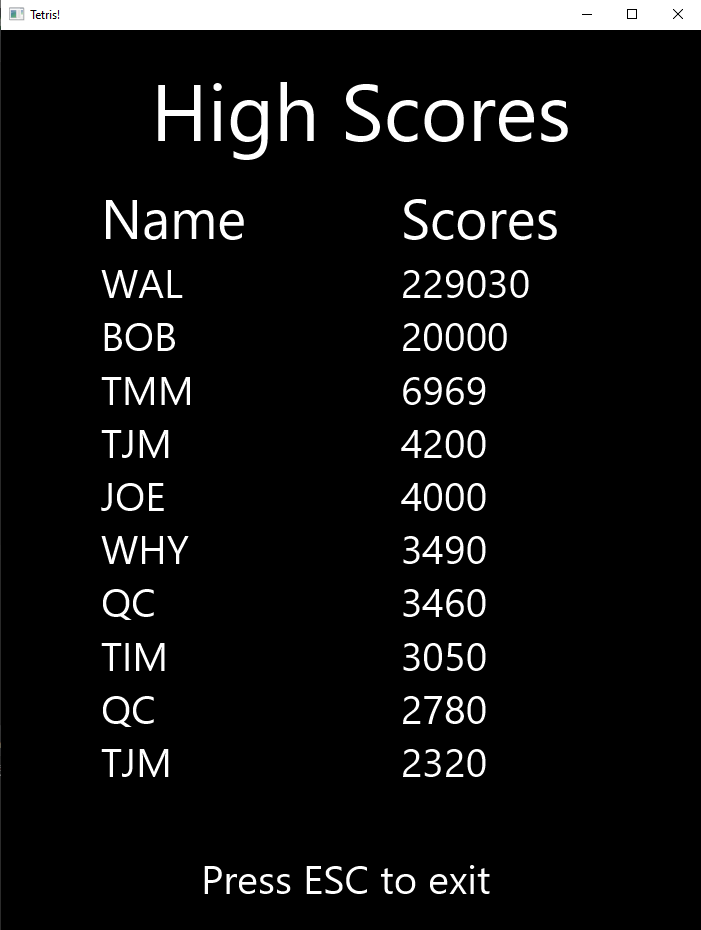 Tetris!
High Scores
Name Scores
WAL 229030
BOB 20000
TMM 6969
TJM 4200
JOE 4000
WHY 3490
QC 3460
TIM 3050
QC 2780
TJM 2320
Press ESC to exit